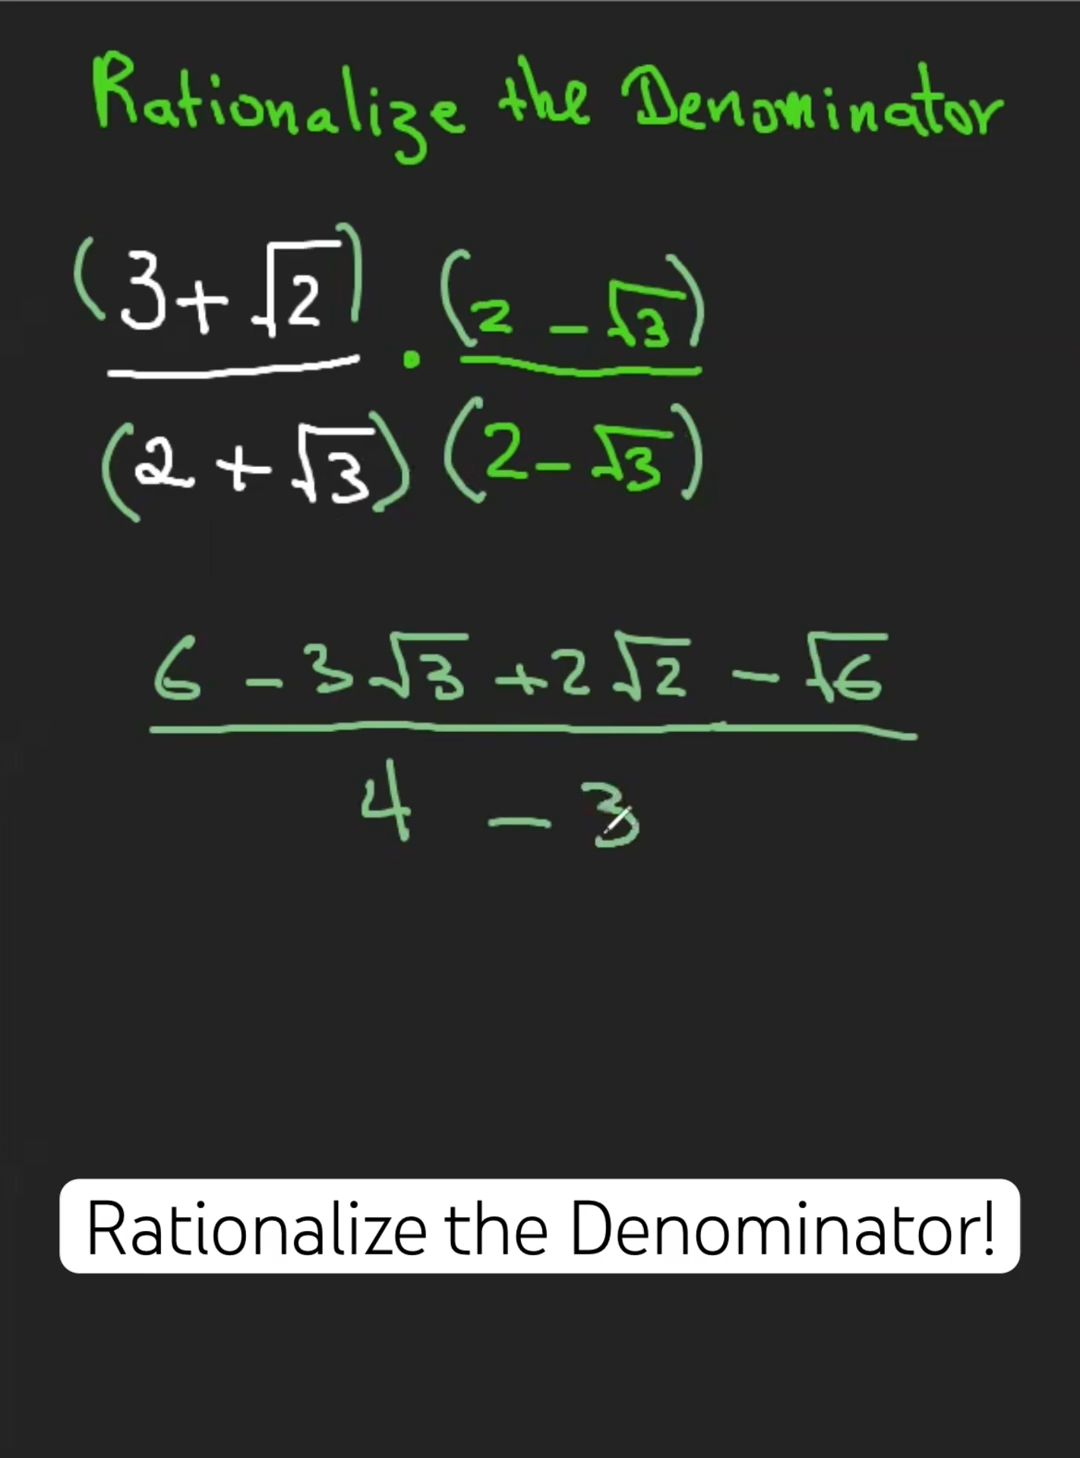 Rationalize the Denominator
(3+√2) · (2 - √3)
(2 + √3) (2 - √3)
6 - 3√3 + 2√2 - √6
4 - 3
Rationalize the Denominator!